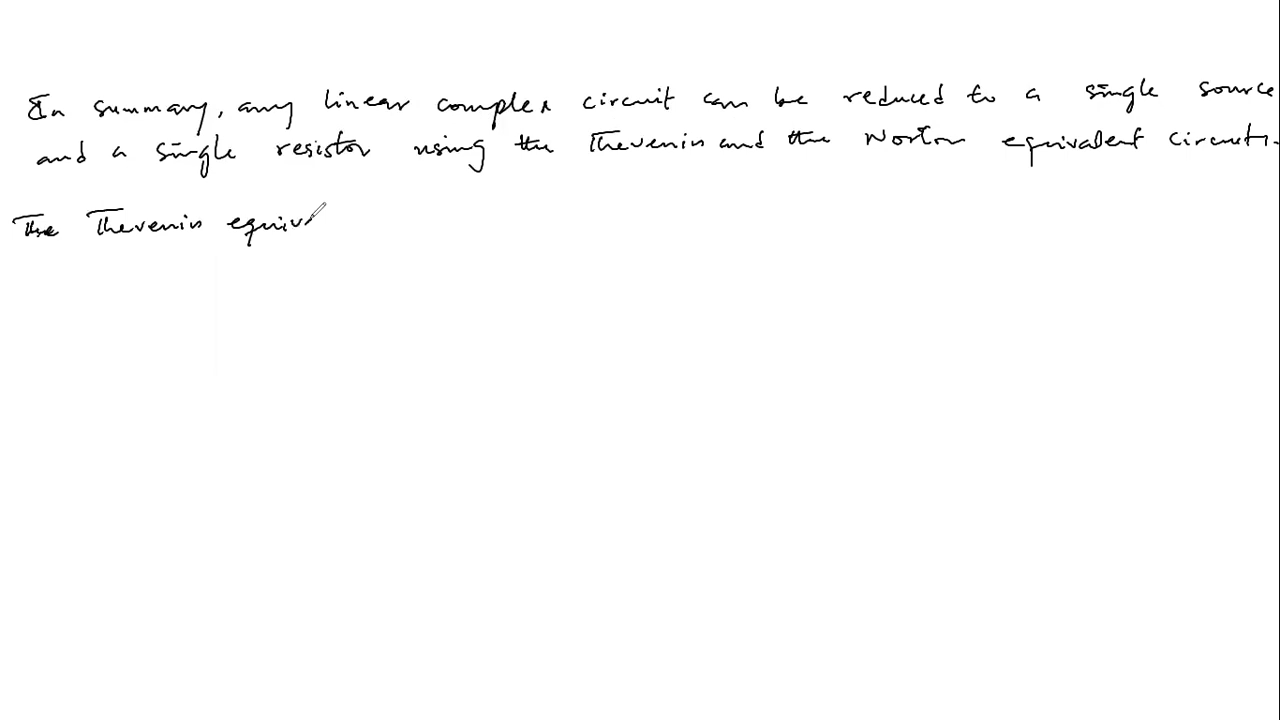 In summary, any linear complex circuit can be reduced to a single source
and a single resistor using the Thevenin and the Norton equivalent circuits.
The Thevenin equiv